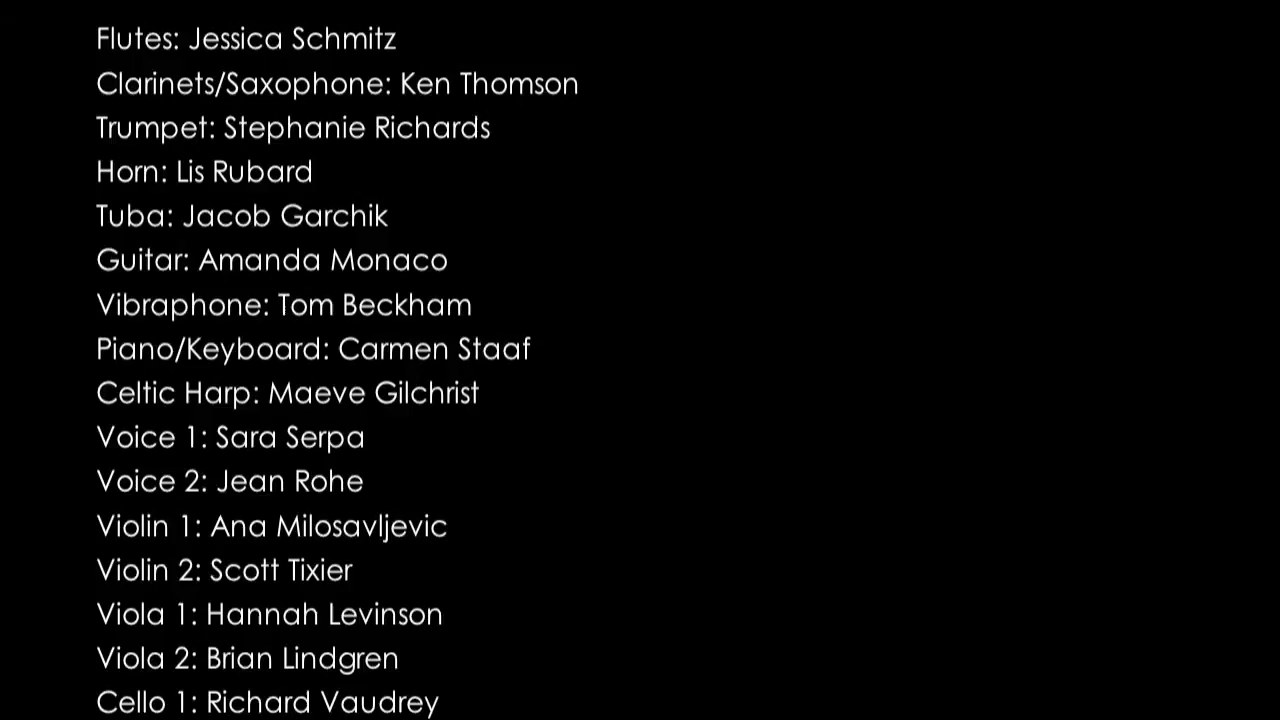 Flutes: Jessica Schmitz
Clarinets/Saxophone: Ken Thomson
Trumpet: Stephanie Richards
Horn: Lis Rubard
Tuba: Jacob Garchik
Guitar: Amanda Monaco
Vibraphone: Tom Beckham
Piano/Keyboard: Carmen Staaf
Celtic Harp: Maeve Gilchrist
Voice 1: Sara Serpa
Voice 2: Jean Rohe
Violin 1: Ana Milosavljevic
Violin 2: Scott Tixier
Viola 1: Hannah Levinson
Viola 2: Brian Lindgren
Cello 1: Richard Vaudrey